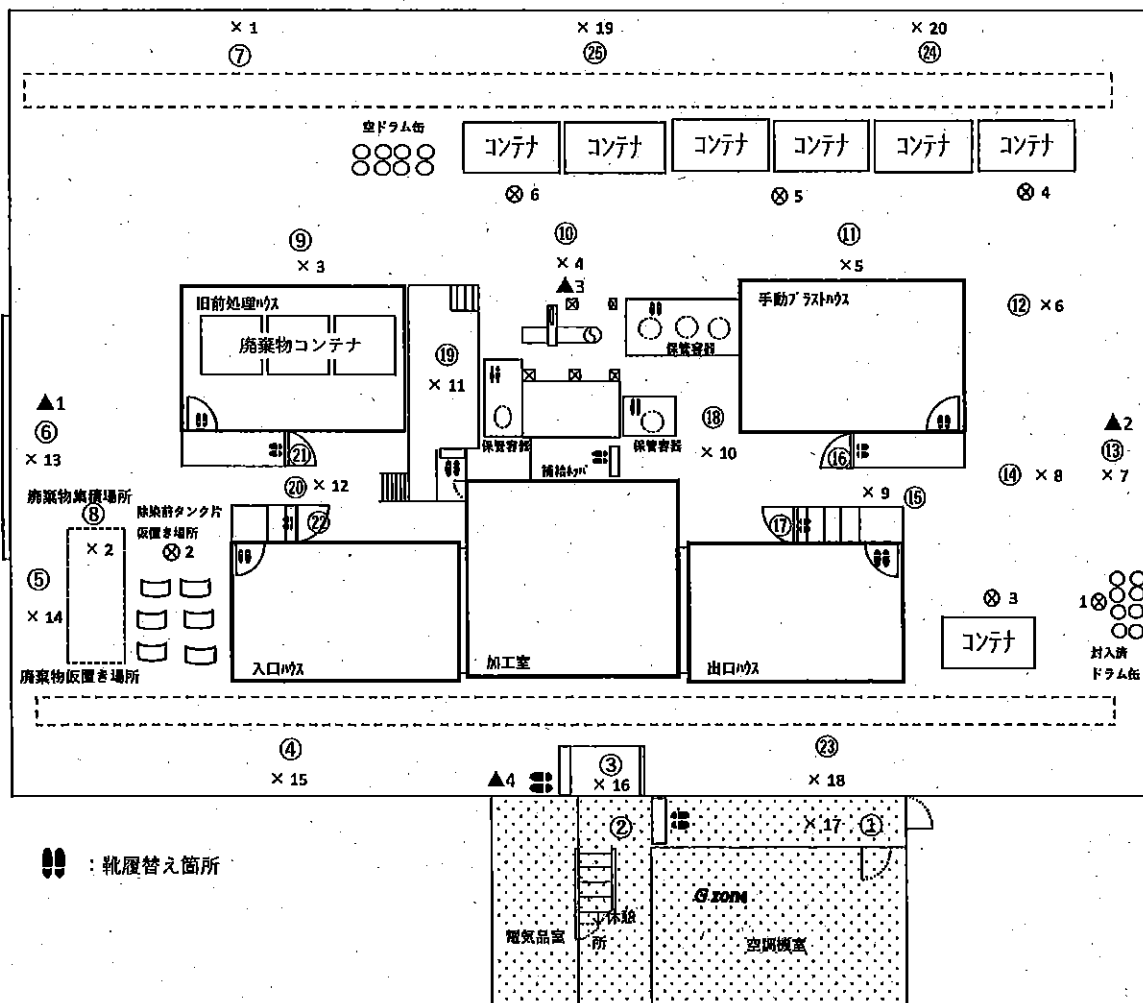 × 1
× 19
× 20
⑦
㉕
㉔
空ドラム缶
コンテナ
コンテナ
コンテナ
コンテナ
コンテナ
コンテナ
⊗ 6
⊗ 5
⊗ 4
⑨
⑩
⑪
× 3
× 4
× 5
▲3
⑫ × 6
旧前処理ハウス
手動ブラストハウス
廃棄物コンテナ
保管容器
⑲
× 11
▲1
⑥
× 13
⑱
× 10
▲2
⑬
× 7
保管容器
保管容器
補給ホッパ
㉑
⑯
⑳ × 12
⑭ × 8
× 9 ⑮
廃棄物集積場所
⑧
× 2
除染前タンク片
仮置き場所
⊗ 2
㉒
⑰
⑤
× 14
⊗ 3
1 ⊗
コンテナ
封入済
ドラム缶
廃棄物仮置き場所
入口ハウス
加工室
出口ハウス
④
× 15
▲4
③
× 16
㉓
× 18
②
× 17 ①
：靴履替え箇所
G zone
電気品室
休憩
所
空調機室